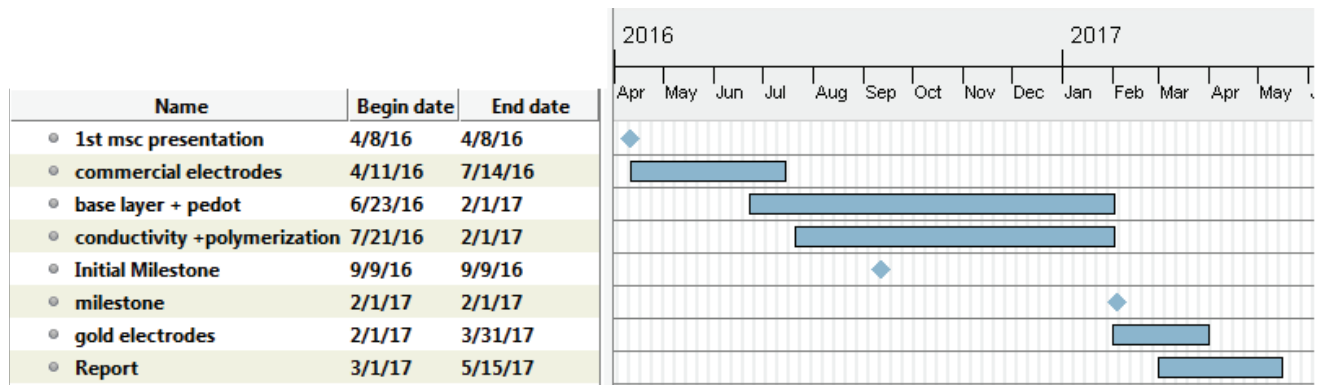 2016 2017
Apr May Jun Jul Aug Sep Oct Nov Dec Jan Feb Mar Apr May
Name Begin date End date
1st msc presentation 4/8/16 4/8/16
commercial electrodes 4/11/16 7/14/16
base layer + pedot 6/23/16 2/1/17
conductivity +polymerization 7/21/16 2/1/17
Initial Milestone 9/9/16 9/9/16
milestone 2/1/17 2/1/17
gold electrodes 2/1/17 3/31/17
Report 3/1/17 5/15/17